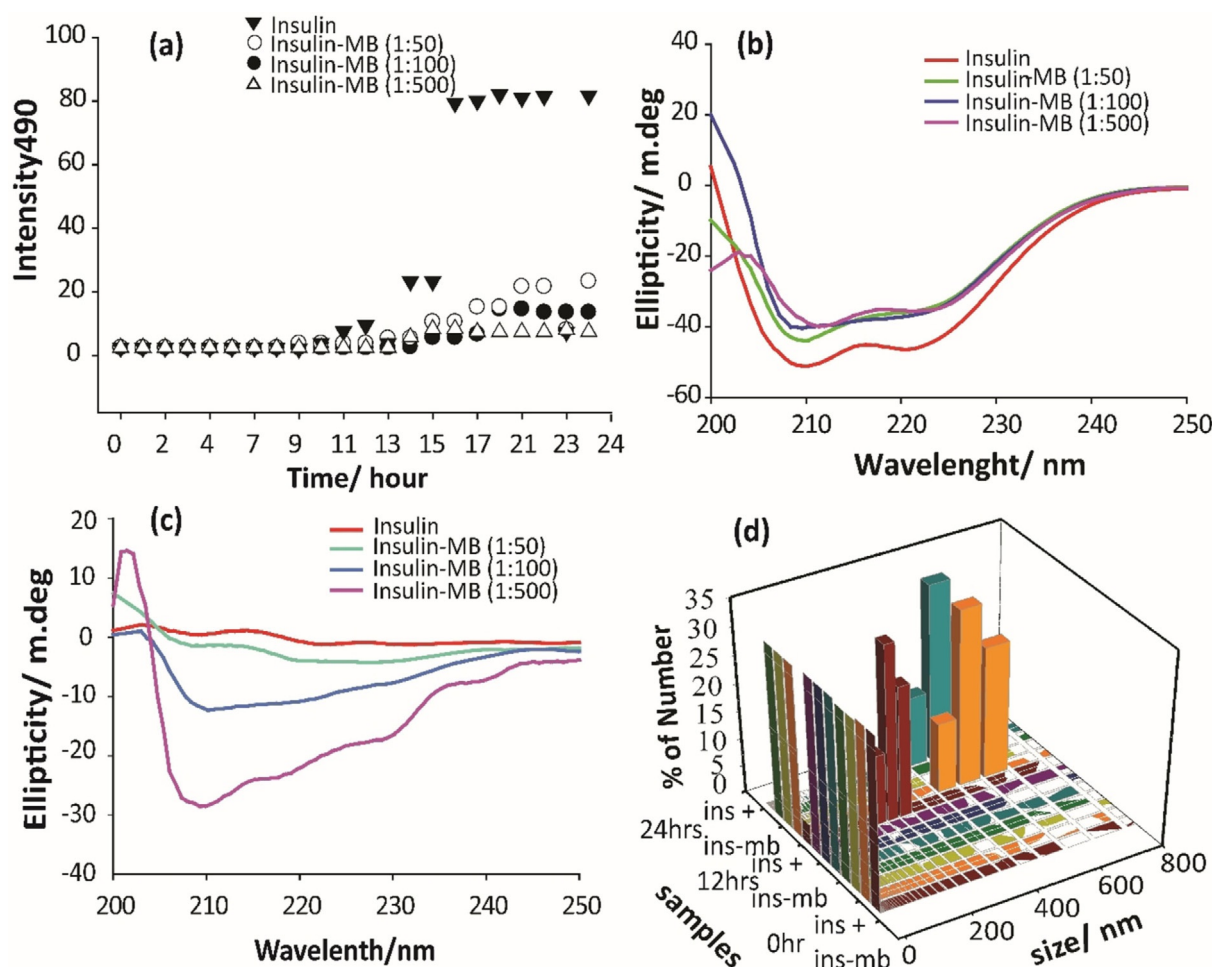 (a)
Insulin
Insulin-MB (1:50)
Insulin-MB (1:100)
Insulin-MB (1:500)
Intensity490
100
80
60
40
20
0
0 2 4 7 9 11 13 15 17 21 23 24
Time/ hour
(b)
Insulin
Insulin-MB (1:50)
Insulin-MB (1:100)
Insulin-MB (1:500)
Ellipticity/ m.deg
40
20
0
-20
-40
-60
200 210 220 230 240 250
Wavelenght/ nm
(c)
Insulin
Insulin-MB (1:50)
Insulin-MB (1:100)
Insulin-MB (1:500)
Ellipticity/ m.deg
20
10
0
-10
-20
-30
-40
200 210 220 230 240 250
Wavelenth/nm
(d)
% of Number
35
30
25
20
15
10
5
0
ins +
24hrs
ins-mb
ins +
12hrs
ins-mb
ins +
0hr
ins-mb
samples
0 200 400 600 800
size/ nm